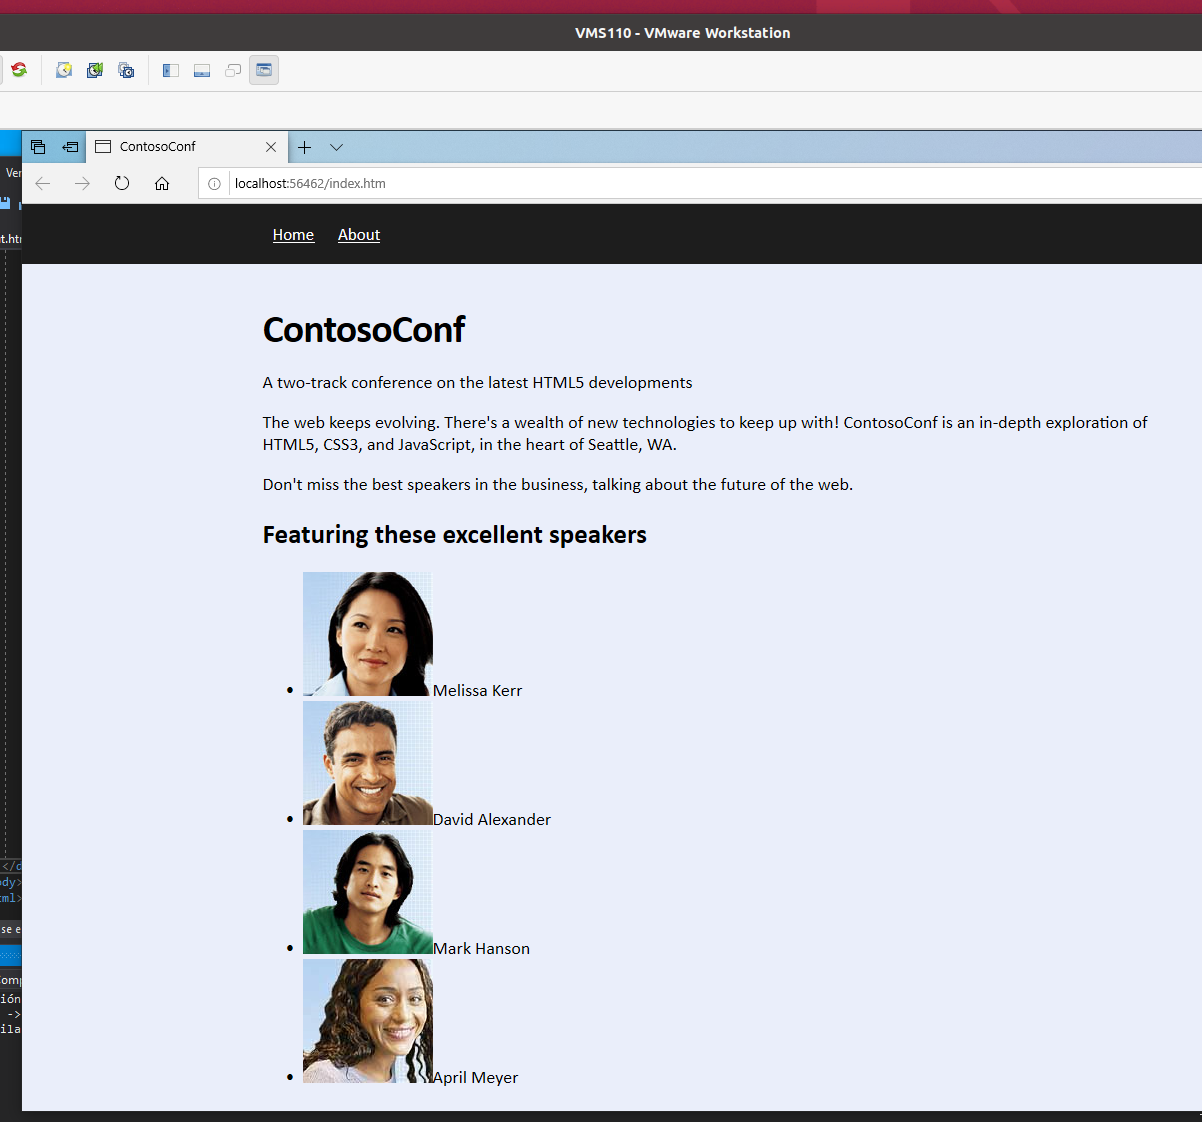 VMS110 - VMware Workstation
ContosoConf
localhost:56462/index.htm
Home About
ContosoConf
A two-track conference on the latest HTML5 developments
The web keeps evolving. There's a wealth of new technologies to keep up with! ContosoConf is an in-depth exploration of
HTML5, CSS3, and JavaScript, in the heart of Seattle, WA.
Don't miss the best speakers in the business, talking about the future of the web.
Featuring these excellent speakers
Melissa Kerr
David Alexander
Mark Hanson
April Meyer